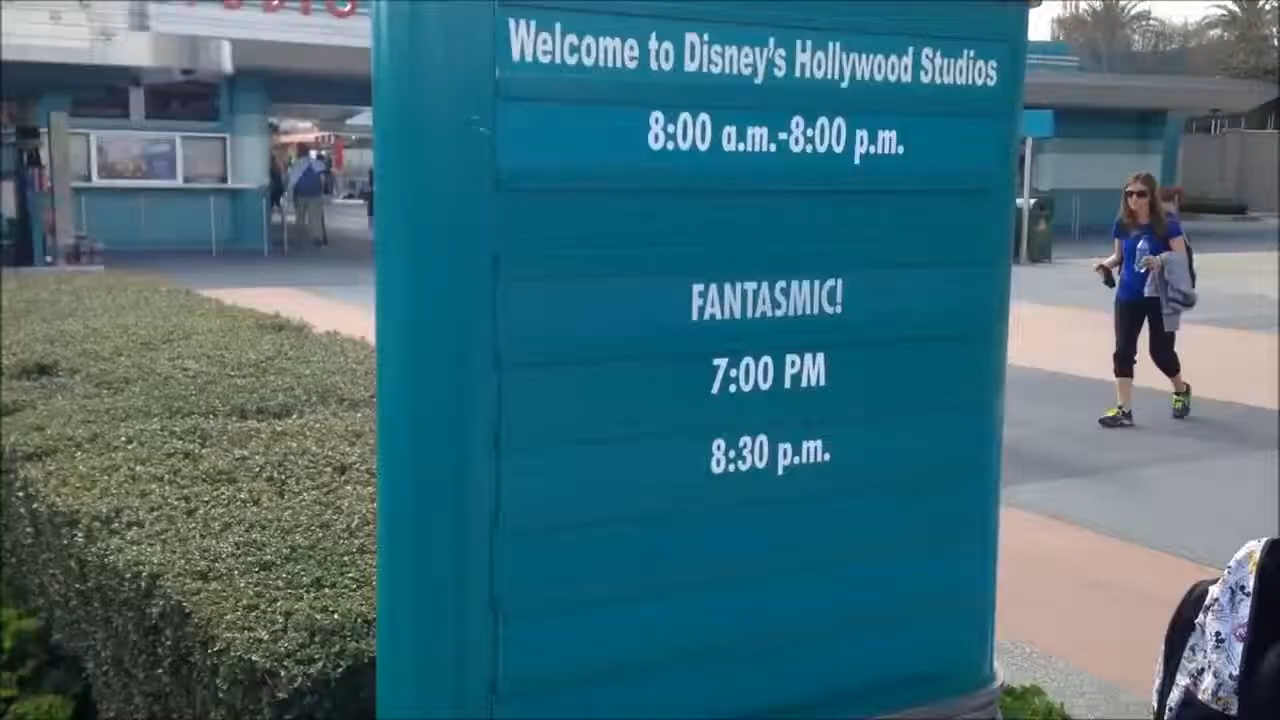 Welcome to Disney's Hollywood Studios
8:00 a.m.-8:00 p.m.
FANTASMIC!
7:00 PM
8:30 p.m.